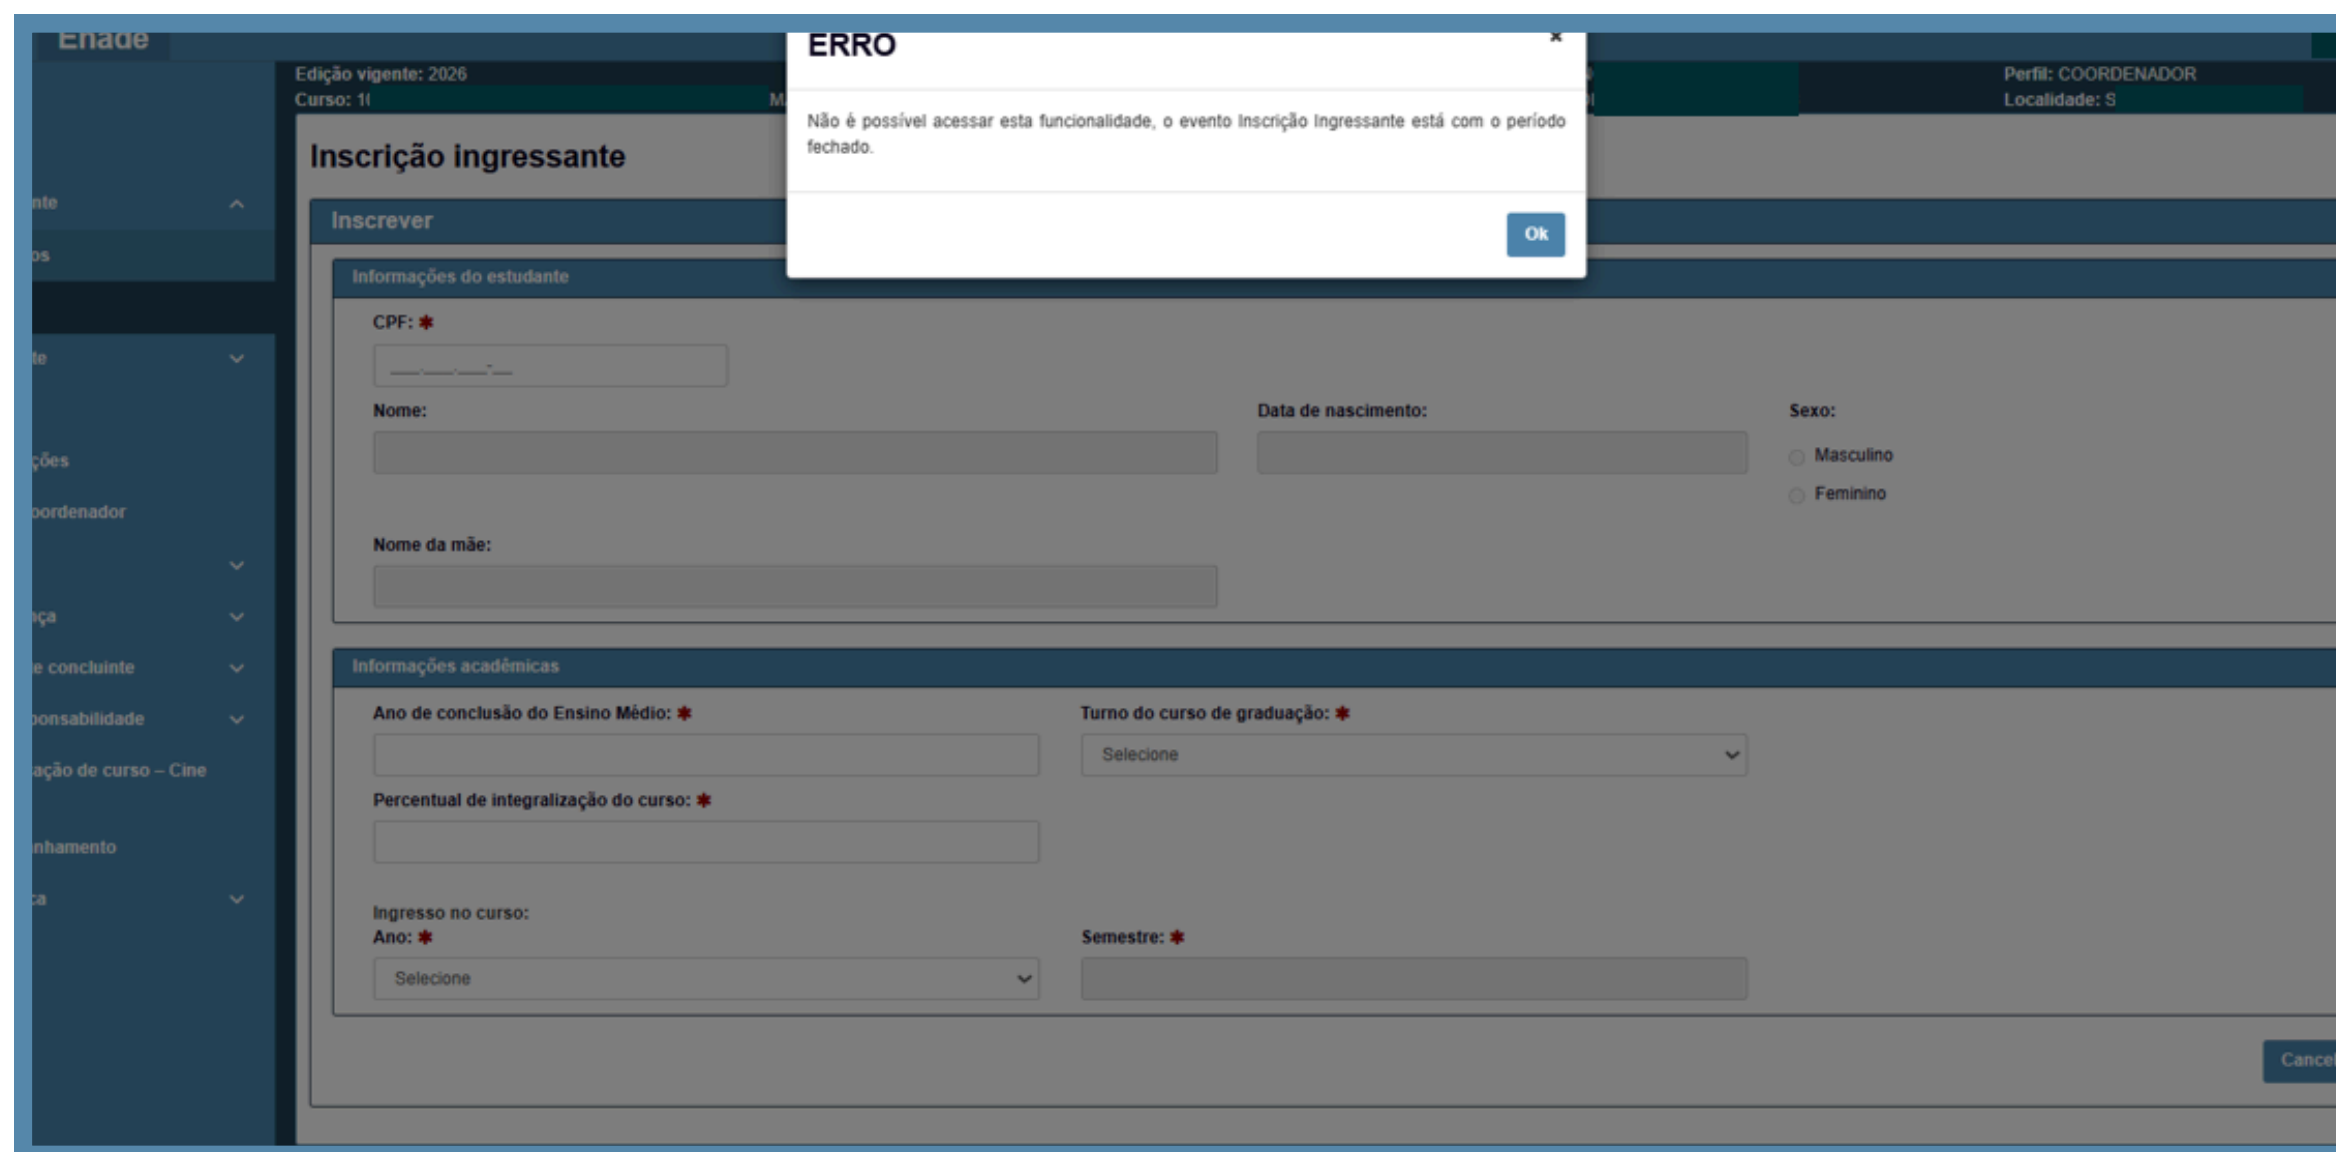 Enade
ERRO
×
Edição vigente: 2026
Perfil: COORDENADOR
Curso: 1
Localidade: S
Não é possível acessar esta funcionalidade, o evento Inscrição Ingressante está com o período
fechado.
Ok
Inscrição ingressante
Inscrever
Informações do estudante
CPF: ✱
___.___.___-__
Nome:
Data de nascimento:
Sexo:
Masculino
Feminino
Nome da mãe:
Informações acadêmicas
Ano de conclusão do Ensino Médio: ✱
Turno do curso de graduação: ✱
Selecione
Percentual de integralização do curso: ✱
Ingresso no curso:
Ano: ✱
Semestre: ✱
Selecione
Cancel
nte
os
te
ções
oordenador
nça
e concluinte
ponsabilidade
ação de curso – Cine
nhamento
ca